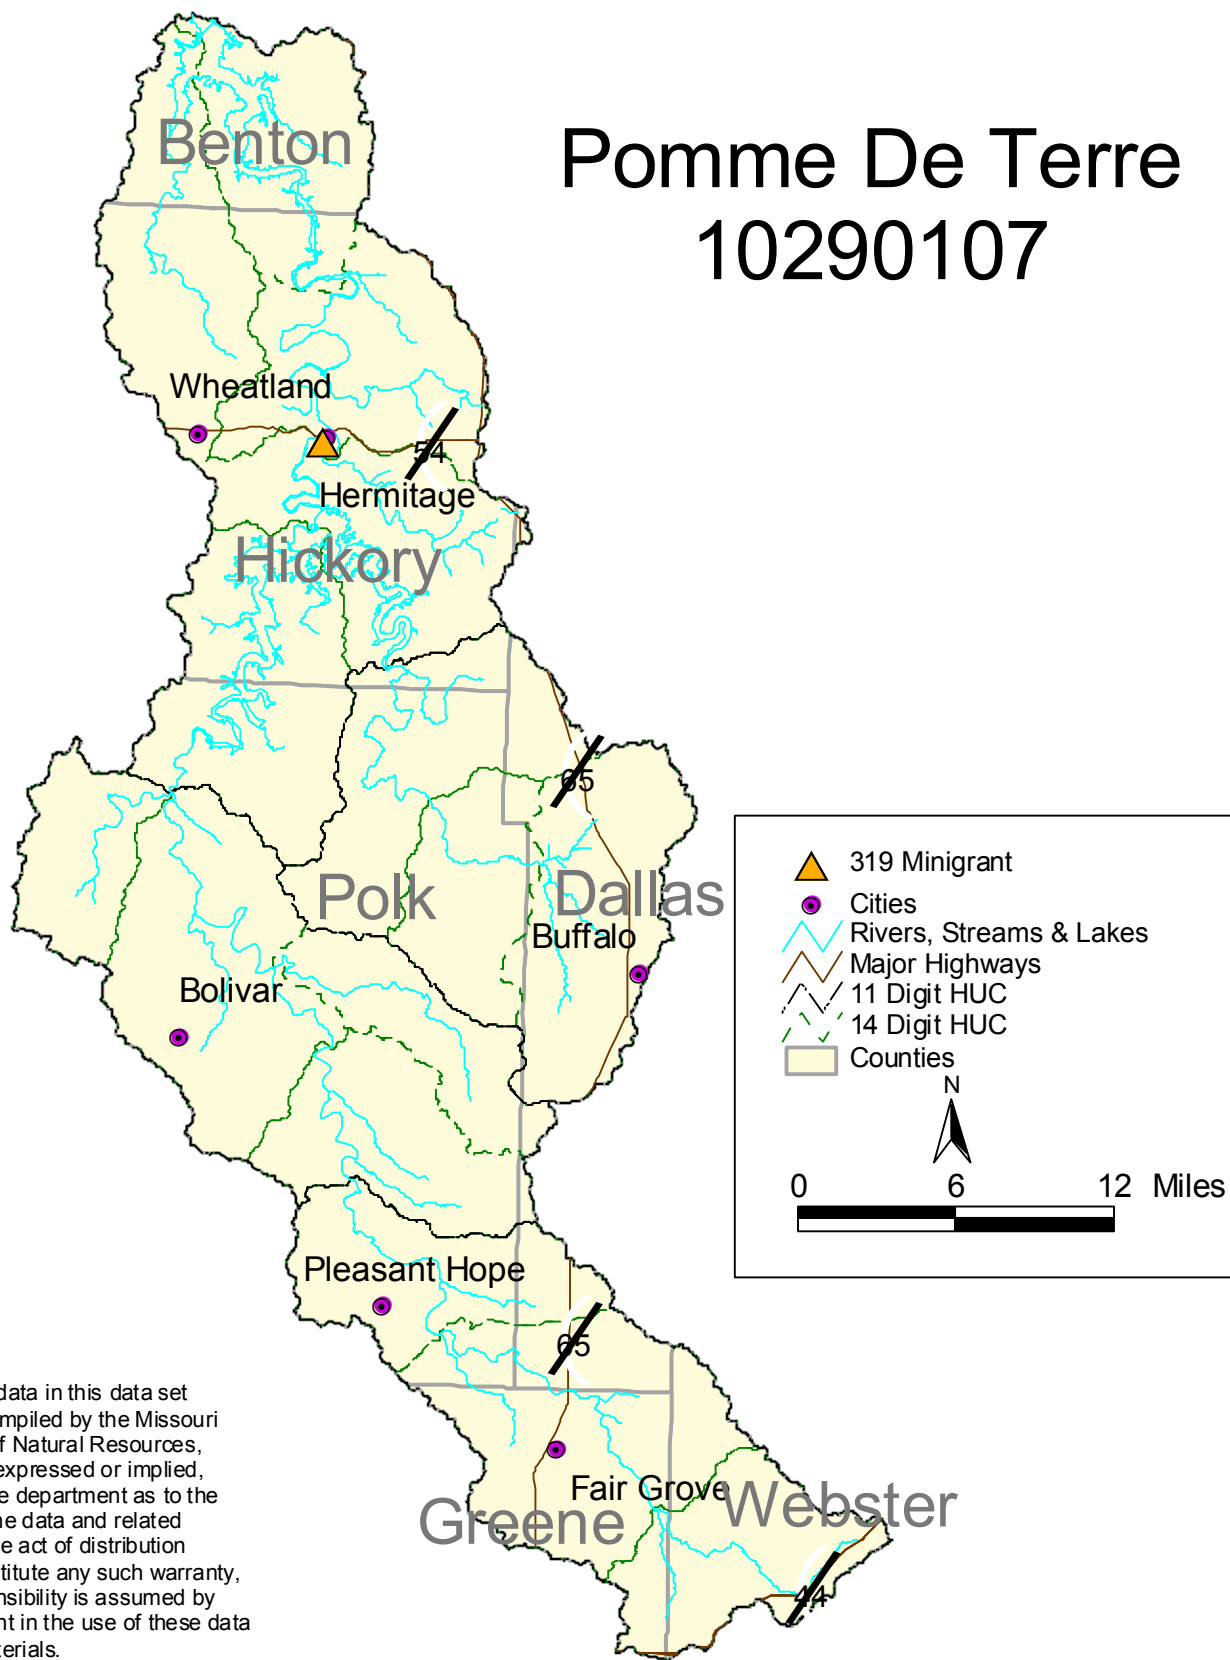 Pomme De Terre
10290107
Benton
Wheatland
54
Hermitage
Hickory
65
Polk
Dallas
Buffalo
Bolivar
319 Minigrant
Cities
Rivers, Streams & Lakes
Major Highways
11 Digit HUC
14 Digit HUC
Counties
N
0 6 12 Miles
Pleasant Hope
65
Fair Grove
Greene
Webster
44
data in this data set
mpiled by the Missouri
f Natural Resources,
expressed or implied,
e department as to the
ne data and related
e act of distribution
titute any such warranty,
nsibility is assumed by
nt in the use of these data
terials.